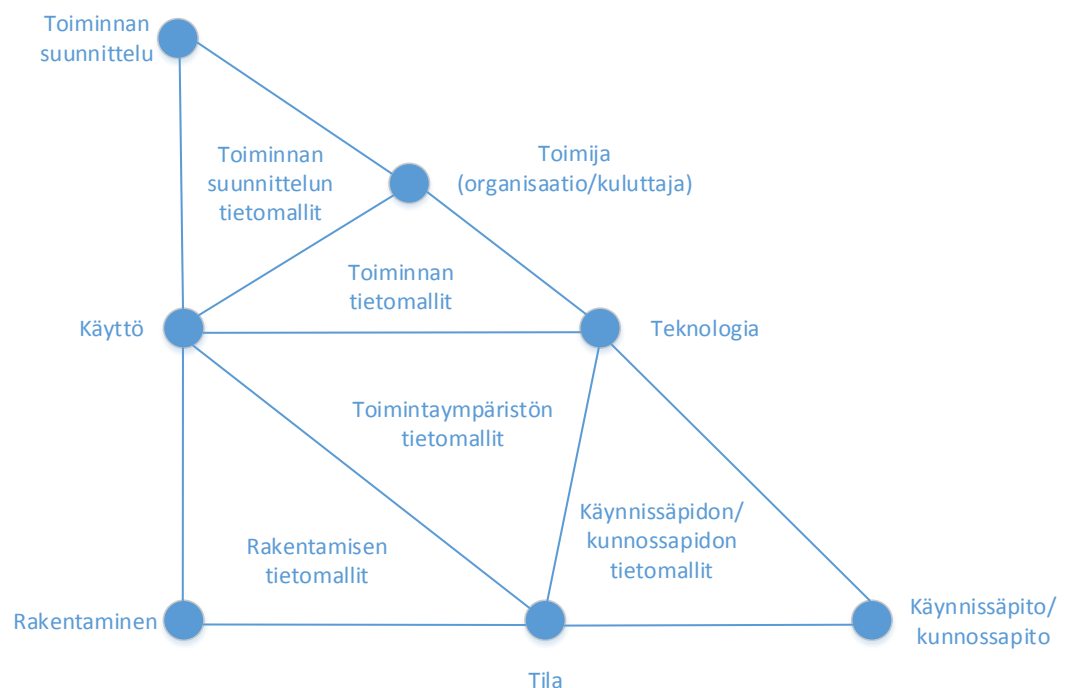 Toiminnan
suunnittelu
Toiminnan
suunnittelun
tietomallit
Toimija
(organisaatio/kuluttaja)
Toiminnan
tietomallit
Käyttö
Teknologia
Toimintaympäristön
tietomallit
Käynnissäpidon/
kunnossapidon
tietomallit
Rakentamisen
tietomallit
Rakentaminen
Käynnissäpito/
kunnossapito
Tila